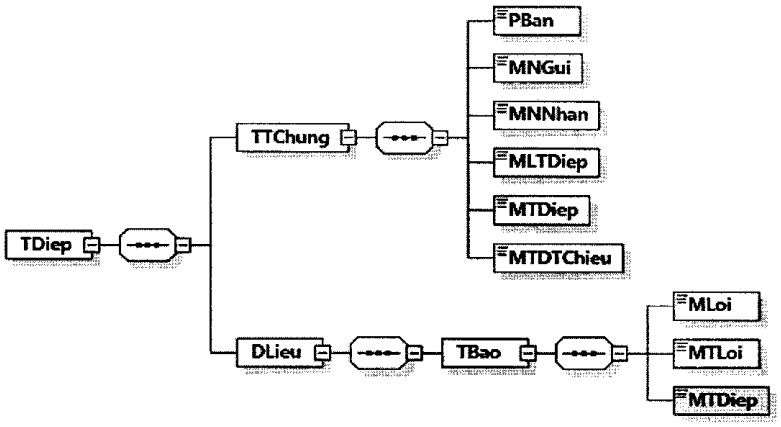 PBan
MNGui
MNNhan
TTChung
MLTDiep
MTDiep
TDiep
MTDTChieu
MLoi
DLieu
TBao
MTLoi
MTDiep